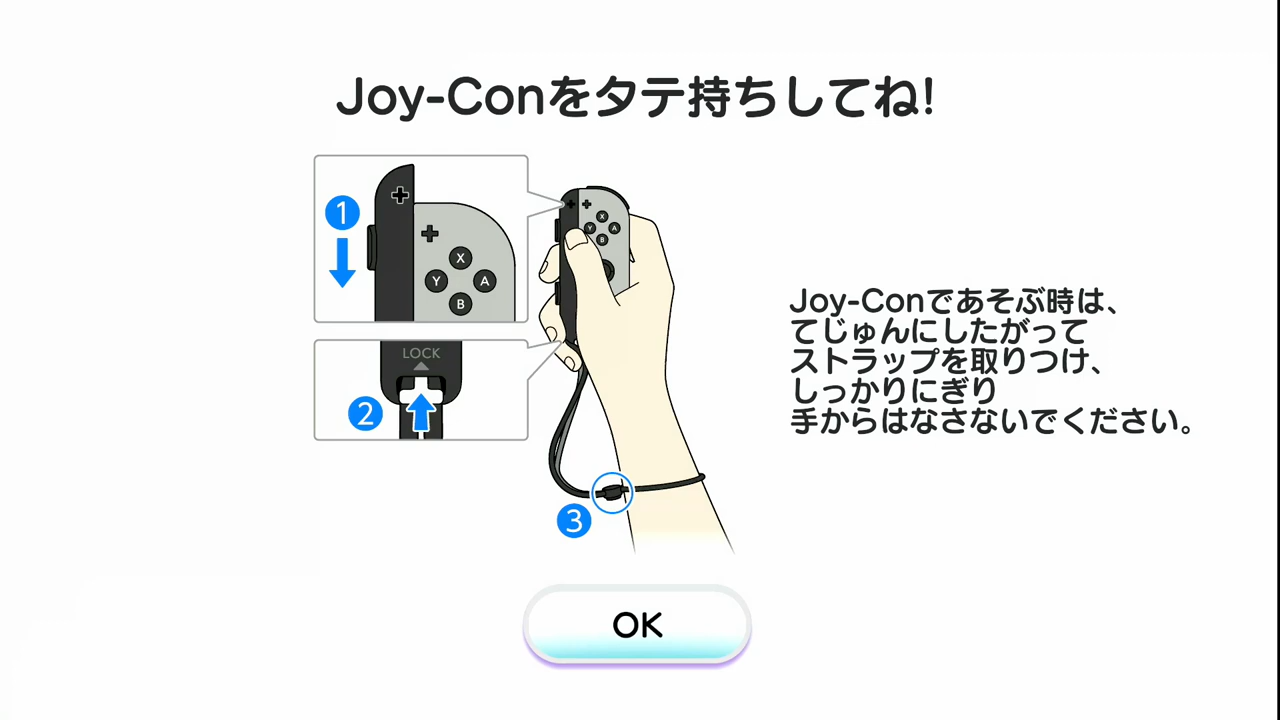 Joy-Conをタテ持ちしてね!
1
X
Y
A
B
LOCK
2
X
Y
A
B
3
Joy-Conであそぶ時は、
てじゅんにしたがって
ストラップを取りつけ、
しっかりにぎり
手からはなさないでください。
OK